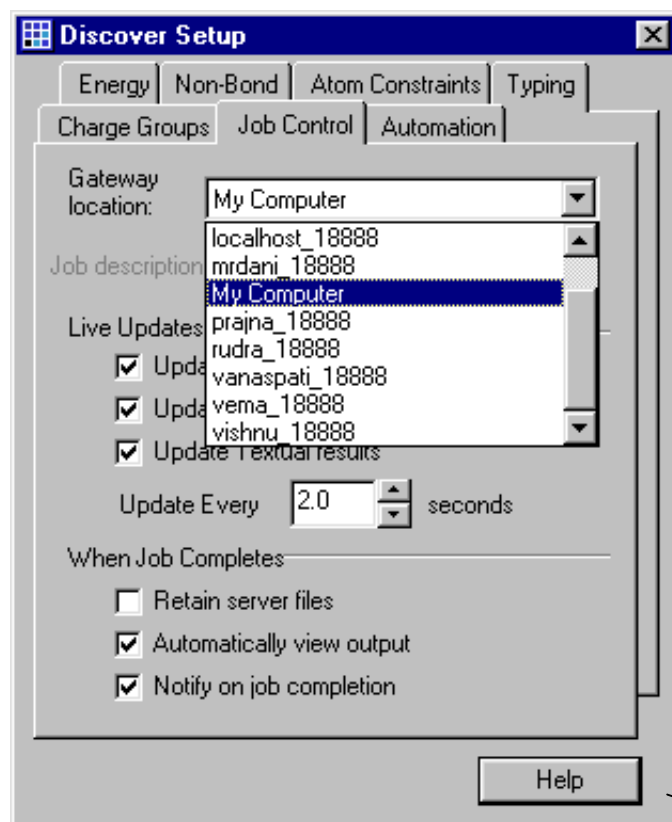 Discover Setup
Energy Non-Bond Atom Constraints Typing
Charge Groups Job Control Automation
Gateway
location:
My Computer
localhost_18888
Job description
mrdani_18888
My Computer
prajna_18888
Live Updates
rudra_18888
vanaspati_18888
vema_18888
vishnu_18888
Update Textual results
Update Every 2.0 seconds
When Job Completes
Retain server files
Automatically view output
Notify on job completion
Help